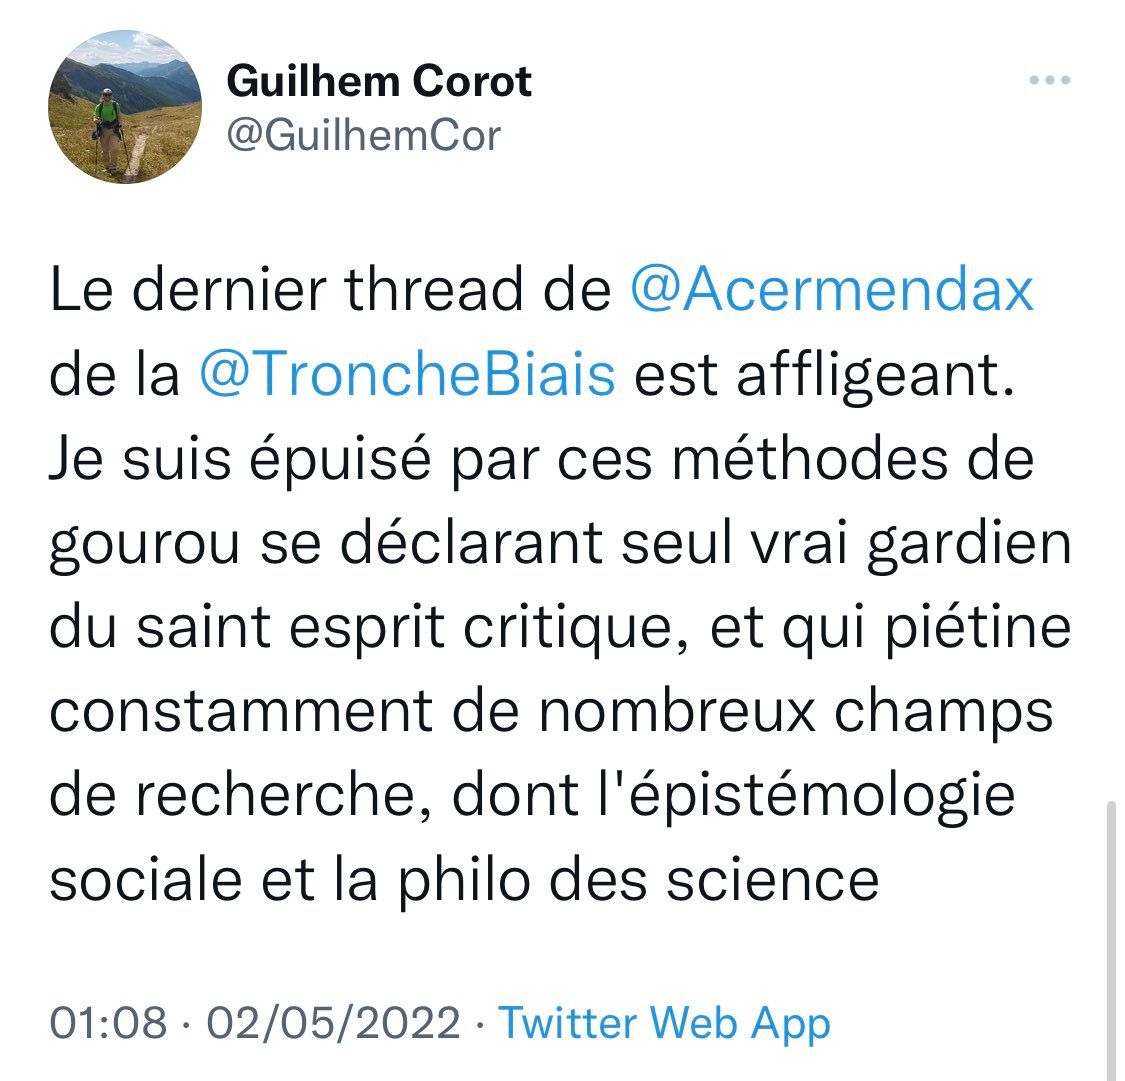 Guilhem Corot
@GuilhemCor
Le dernier thread de @Acermendax
de la @TroncheBiais est affligeant.
Je suis épuisé par ces méthodes de
gourou se déclarant seul vrai gardien
du saint esprit critique, et qui piétine
constamment de nombreux champs
de recherche, dont l'épistémologie
sociale et la philo des science
01:08 · 02/05/2022 · Twitter Web App